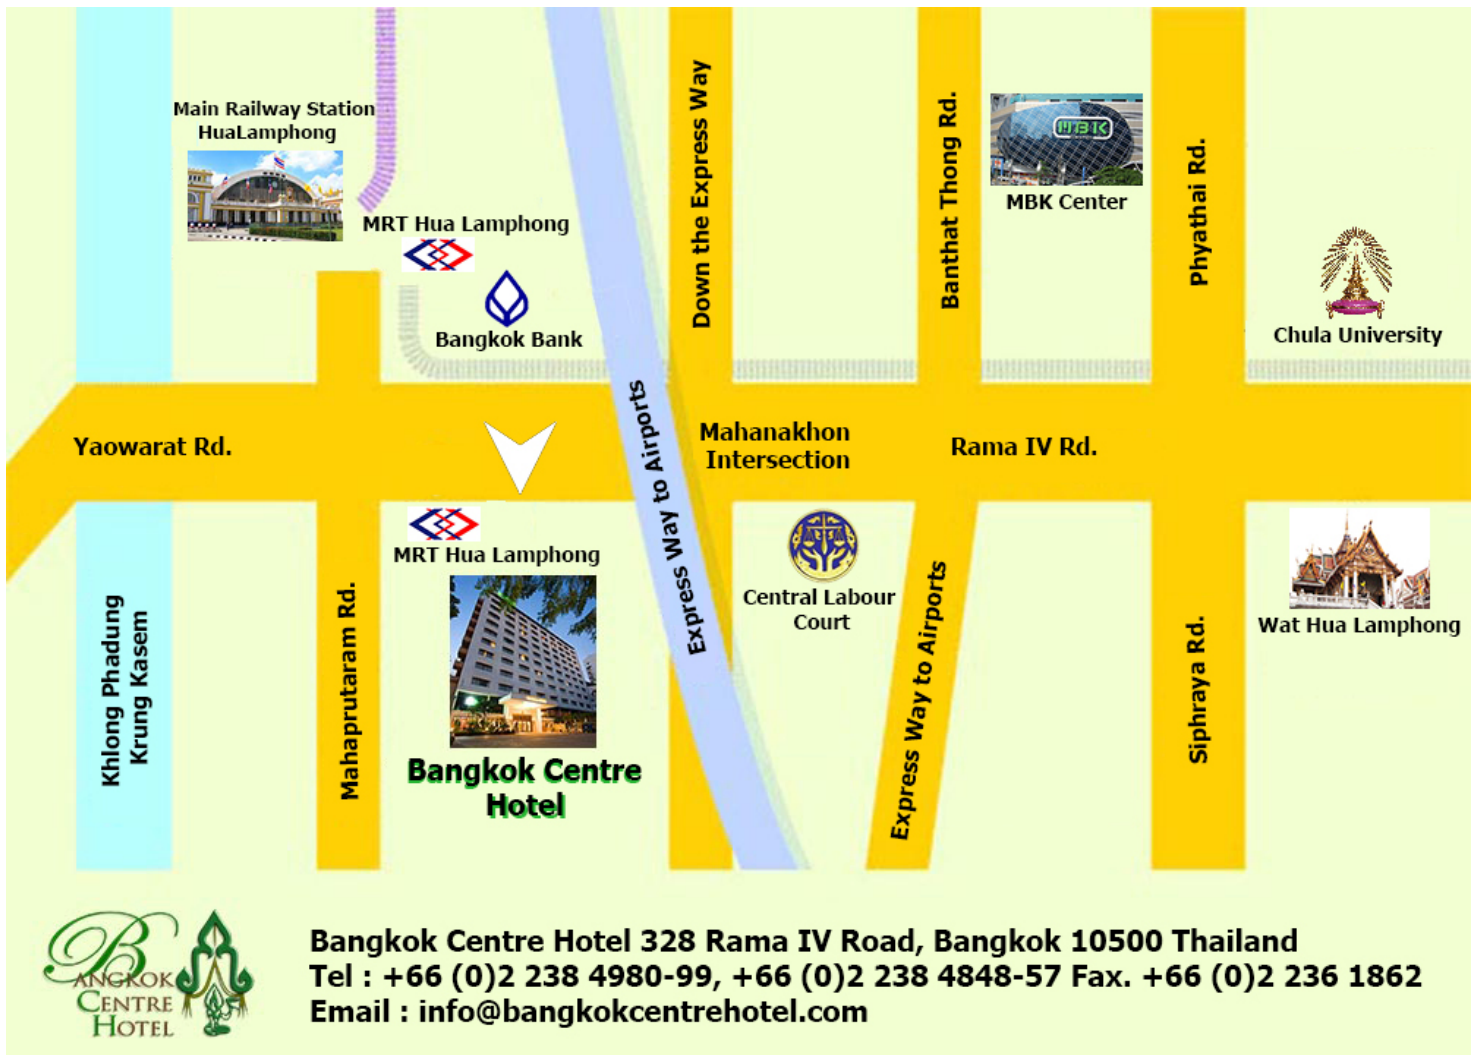 Main Railway Station
HuaLamphong
MRT Hua Lamphong
Bangkok Bank
Down the Express Way
Banthat Thong Rd.
MBK
MBK Center
Phyathai Rd.
Chula University
Yaowarat Rd.
Express Way to Airports
Mahanakhon
Intersection
Rama IV Rd.
MRT Hua Lamphong
Bangkok Centre
Hotel
Khlong Phadung
Krung Kasem
Mahaprutaram Rd.
Central Labour
Court
Express Way to Airports
Siphraya Rd.
Wat Hua Lamphong
BANGKOK
CENTRE
HOTEL
Bangkok Centre Hotel 328 Rama IV Road, Bangkok 10500 Thailand
Tel : +66 (0)2 238 4980-99, +66 (0)2 238 4848-57 Fax. +66 (0)2 236 1862
Email : info@bangkokcentrehotel.com